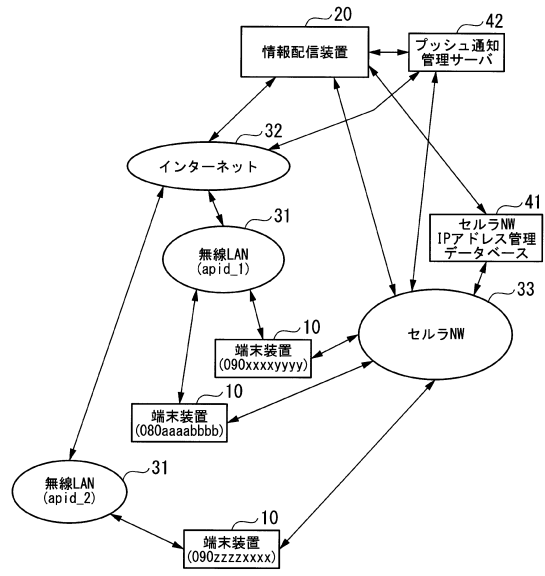 20
42
情報配信装置
プッシュ通知
管理サーバ
32
インターネット
31
無線LAN
(apid_1)
41
セルラNW
IPアドレス管理
データベース
33
セルラNW
10
端末装置
(090xxxxyyyy)
10
端末装置
(080aaaabbbb)
31
無線LAN
(apid_2)
10
端末装置
(090zzzzxxxx)